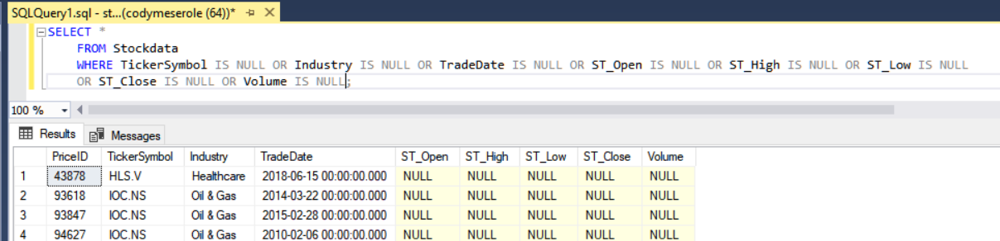 SQLQuery1.sql - st...(codymeserole (64))*
SELECT *
FROM Stockdata
WHERE TickerSymbol IS NULL OR Industry IS NULL OR TradeDate IS NULL OR ST_Open IS NULL OR ST_High IS NULL OR ST_Low IS NULL
OR ST_Close IS NULL OR Volume IS NULL;
100 %
Results Messages
PriceID TickerSymbol Industry TradeDate ST_Open ST_High ST_Low ST_Close Volume
1 43878 HLS.V Healthcare 2018-06-15 00:00:00.000 NULL NULL NULL NULL NULL
2 93618 IOC.NS Oil & Gas 2014-03-22 00:00:00.000 NULL NULL NULL NULL NULL
3 93847 IOC.NS Oil & Gas 2015-02-28 00:00:00.000 NULL NULL NULL NULL NULL
4 94627 IOC.NS Oil & Gas 2010-02-06 00:00:00.000 NULL NULL NULL NULL NULL